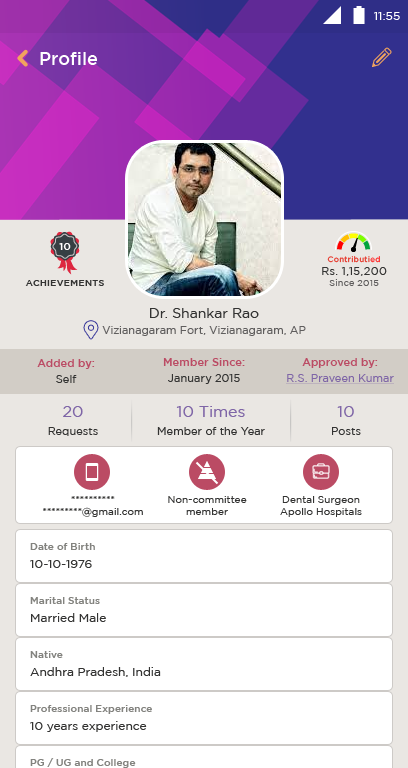 11:55
Profile
10
ACHIEVEMENTS
Contributied
Rs. 1,15,200
Since 2015
Dr. Shankar Rao
Vizianagaram Fort, Vizianagaram, AP
Added by:
Self
Member Since:
January 2015
Approved by:
R.S. Praveen Kumar
20
Requests
10 Times
Member of the Year
10
Posts
**********
*********@gmail.com
Non-committee
member
Dental Surgeon
Apollo Hospitals
Date of Birth
10-10-1976
Marital Status
Married Male
Native
Andhra Pradesh, India
Professional Experience
10 years experience
PG / UG and College